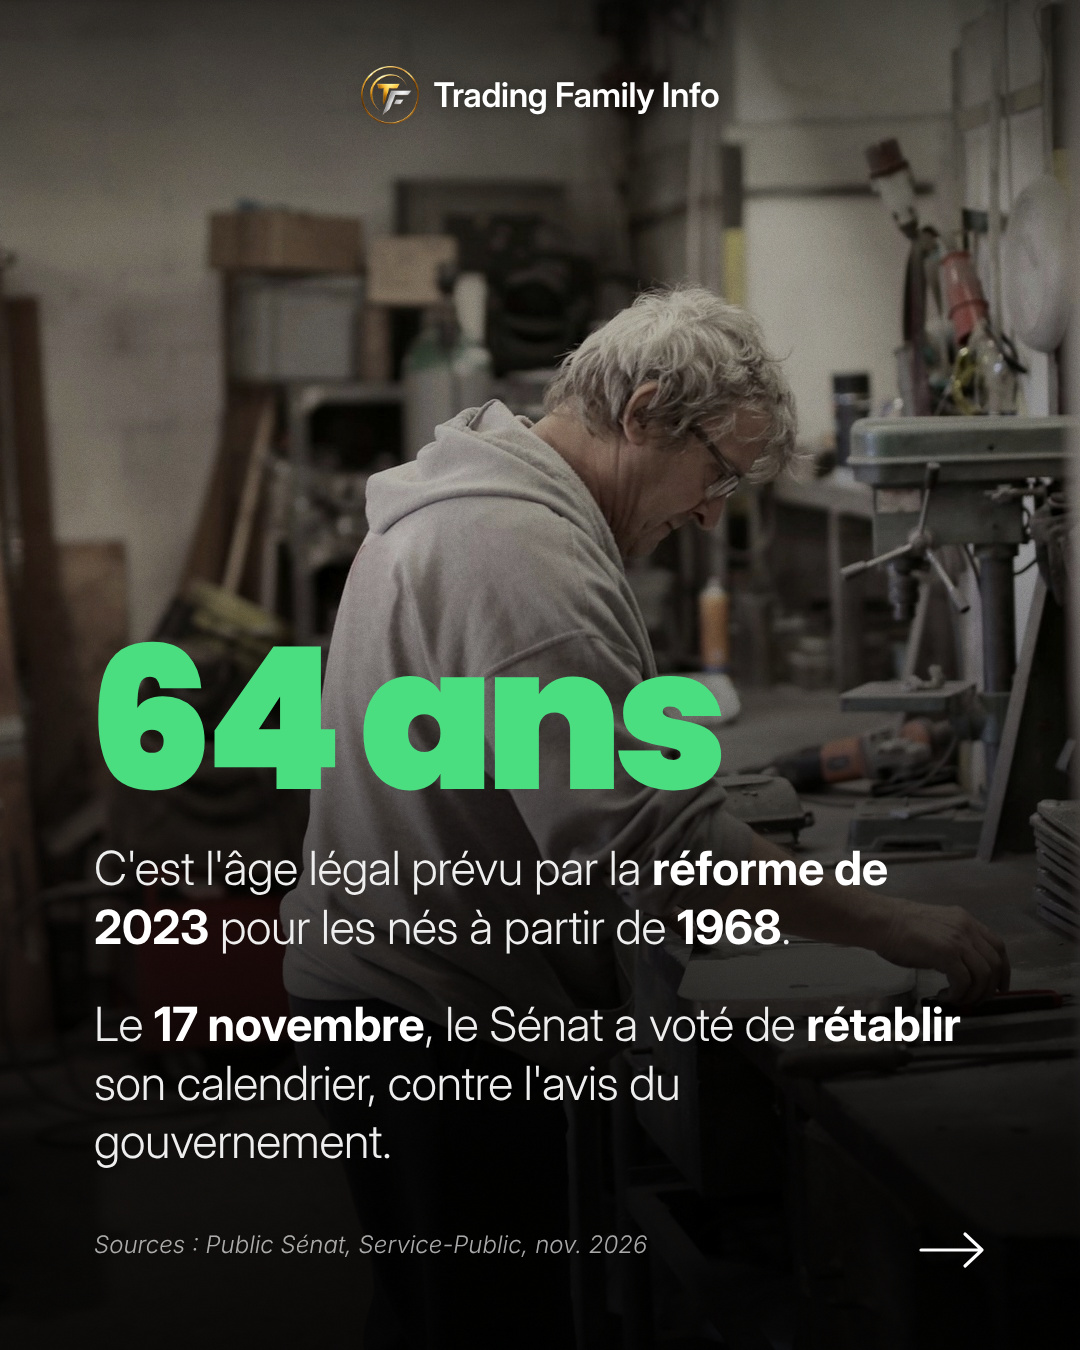 TF Trading Family Info
64 ans
C'est l'âge légal prévu par la réforme de
2023 pour les nés à partir de 1968.
Le 17 novembre, le Sénat a voté de rétablir
son calendrier, contre l'avis du
gouvernement.
Sources : Public Sénat, Service-Public, nov. 2026